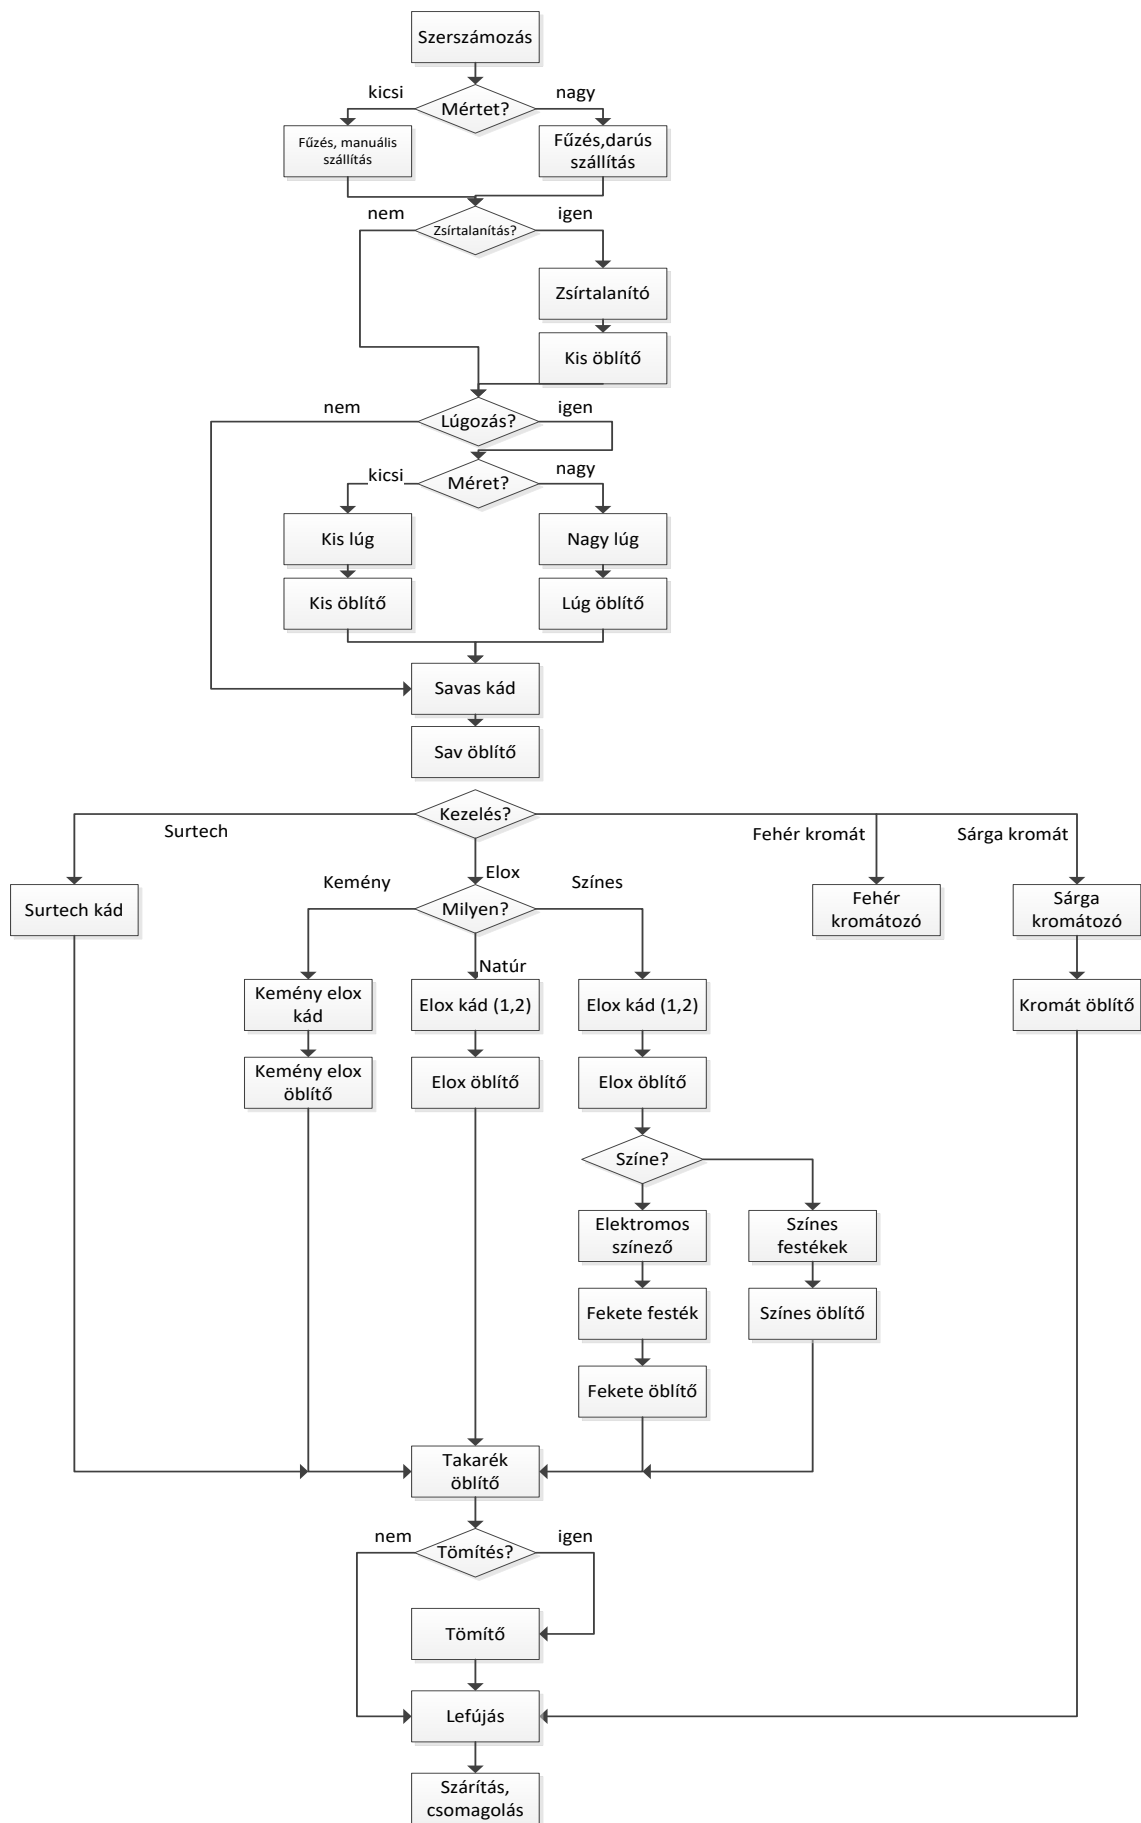 Szerszámozás
kicsi
Mértet?
nagy
Fűzés, manuális
szállítás
Fűzés,darús
szállítás
nem
Zsírtalanítás?
igen
Zsírtalanító
Kis öblítő
nem
Lúgozás?
igen
kicsi
Méret?
nagy
Kis lúg
Nagy lúg
Kis öblítő
Lúg öblítő
Savas kád
Sav öblítő
Kezelés?
Surtech
Fehér kromát
Sárga kromát
Kemény
Elox
Színes
Surtech kád
Milyen?
Fehér
kromátozó
Sárga
kromátozó
Natúr
Kemény elox
kád
Elox kád (1,2)
Elox kád (1,2)
Kromát öblítő
Kemény elox
öblítő
Elox öblítő
Elox öblítő
Színe?
Elektromos
színező
Színes
festékek
Fekete festék
Színes öblítő
Fekete öblítő
Takarék
öblítő
nem
Tömítés?
igen
Tömítő
Lefújás
Szárítás,
csomagolás